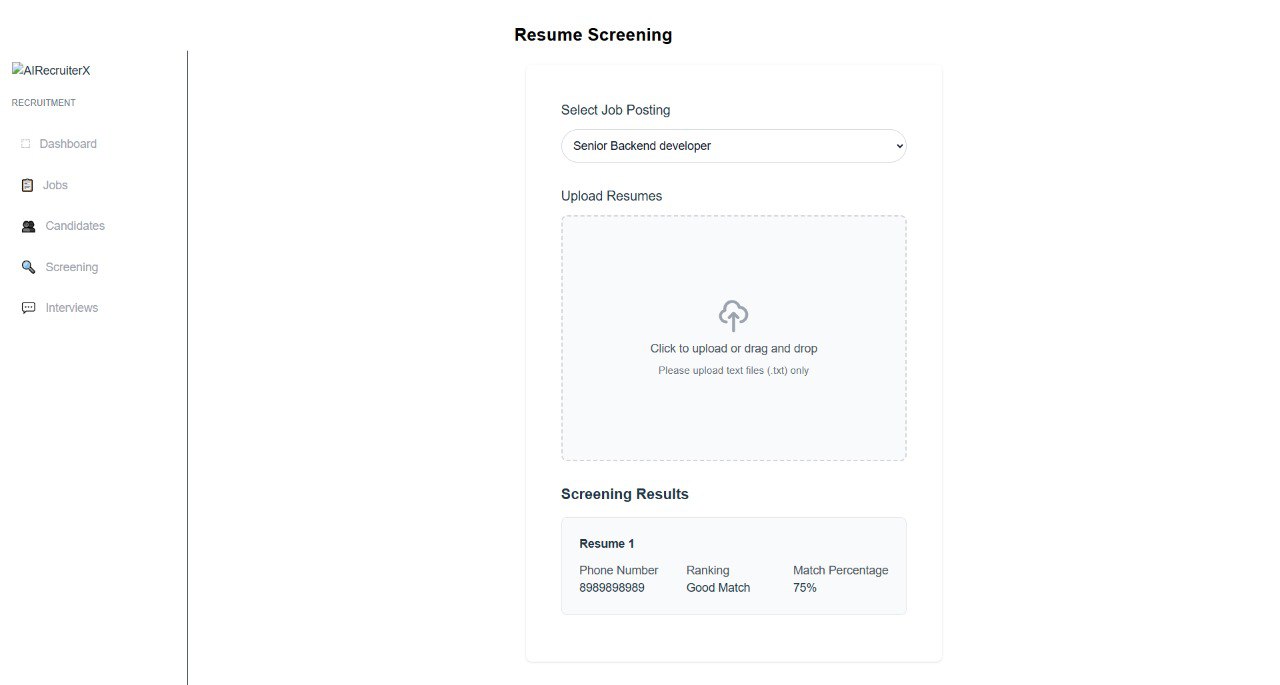 Resume Screening
AIRecruiterX
RECRUITMENT
Dashboard
Jobs
Candidates
Screening
Interviews
Select Job Posting
Senior Backend developer
Upload Resumes
Click to upload or drag and drop
Please upload text files (.txt) only
Screening Results
Resume 1
Phone Number Ranking Match Percentage
8989898989 Good Match 75%